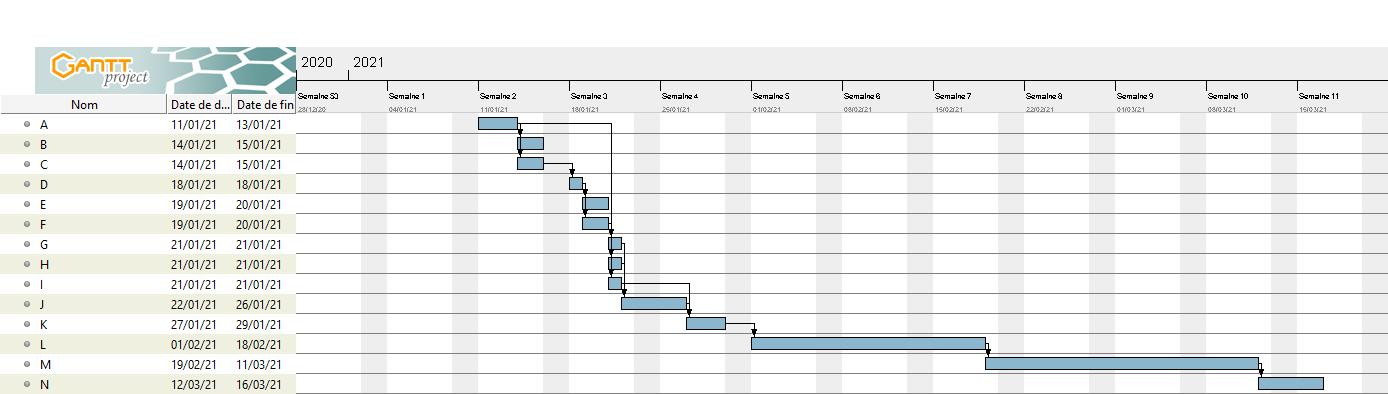 GANTT
project
2020 2021
Nom Date de d... Date de fin
Semaine 53 Semaine 1 Semaine 2 Semaine 3 Semaine 4 Semaine 5 Semaine 6 Semaine 7 Semaine 8 Semaine 9 Semaine 10 Semaine 11
28/12/20 04/01/21 11/01/21 18/01/21 25/01/21 01/02/21 08/02/21 15/02/21 22/02/21 01/03/21 08/03/21 15/03/21
A 11/01/21 13/01/21
B 14/01/21 15/01/21
C 14/01/21 15/01/21
D 18/01/21 18/01/21
E 19/01/21 20/01/21
F 19/01/21 20/01/21
G 21/01/21 21/01/21
H 21/01/21 21/01/21
I 21/01/21 21/01/21
J 22/01/21 26/01/21
K 27/01/21 29/01/21
L 01/02/21 18/02/21
M 19/02/21 11/03/21
N 12/03/21 16/03/21